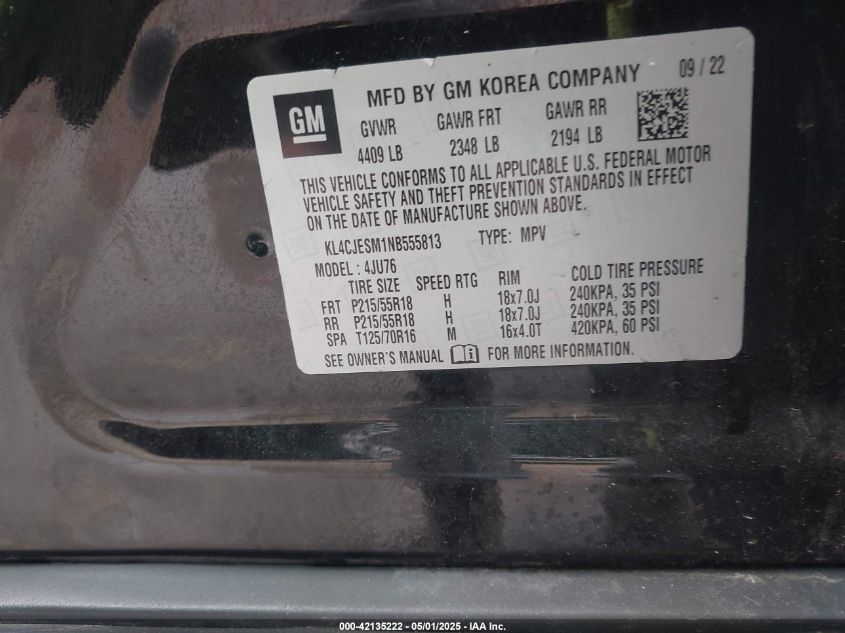 GM
MFD BY GM KOREA COMPANY 09 / 22
GVWR GAWR FRT GAWR RR
4409 LB 2348 LB 2194 LB
THIS VEHICLE CONFORMS TO ALL APPLICABLE U.S. FEDERAL MOTOR
VEHICLE SAFETY AND THEFT PREVENTION STANDARDS IN EFFECT
ON THE DATE OF MANUFACTURE SHOWN ABOVE.
KL4CJESM1NB555813 TYPE: MPV
MODEL : 4JU76
TIRE SIZE SPEED RTG RIM COLD TIRE PRESSURE
FRT P215/55R18 H 18x7.0J 240KPA, 35 PSI
RR P215/55R18 H 18x7.0J 240KPA, 35 PSI
SPA T125/70R16 M 16x4.0T 420KPA, 60 PSI
SEE OWNER'S MANUAL FOR MORE INFORMATION.
000-42135222 - 05/01/2025 - IAA Inc.